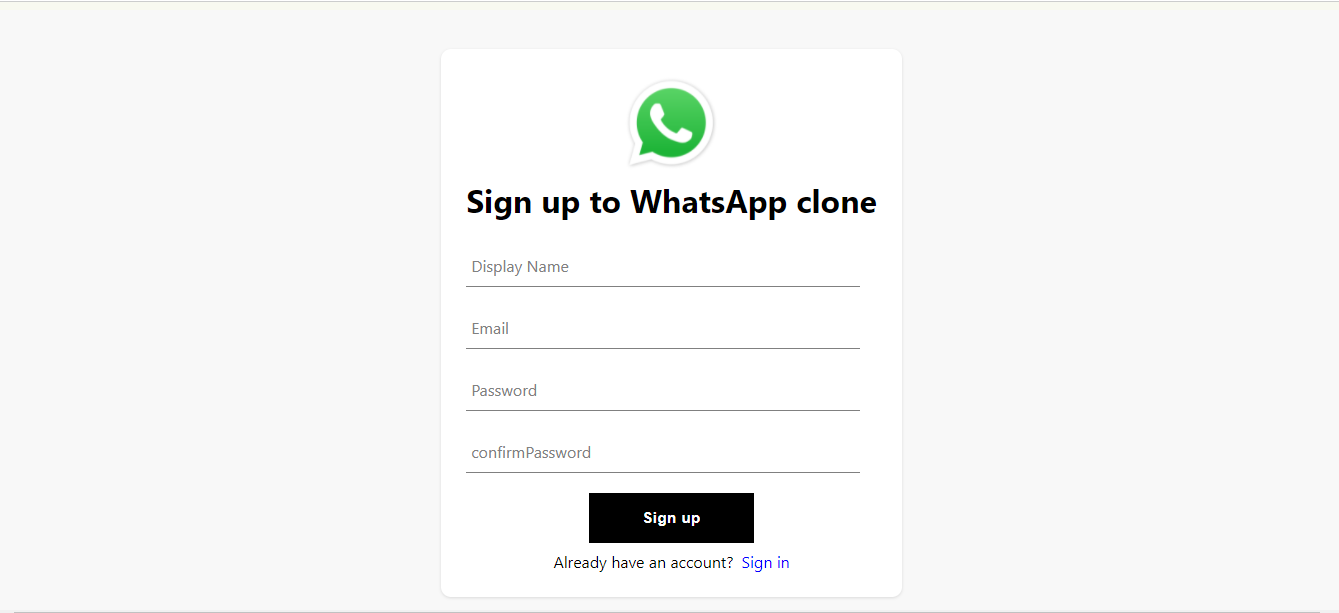 Sign up to WhatsApp clone
Display Name
Email
Password
confirmPassword
Sign up
Already have an account? Sign in